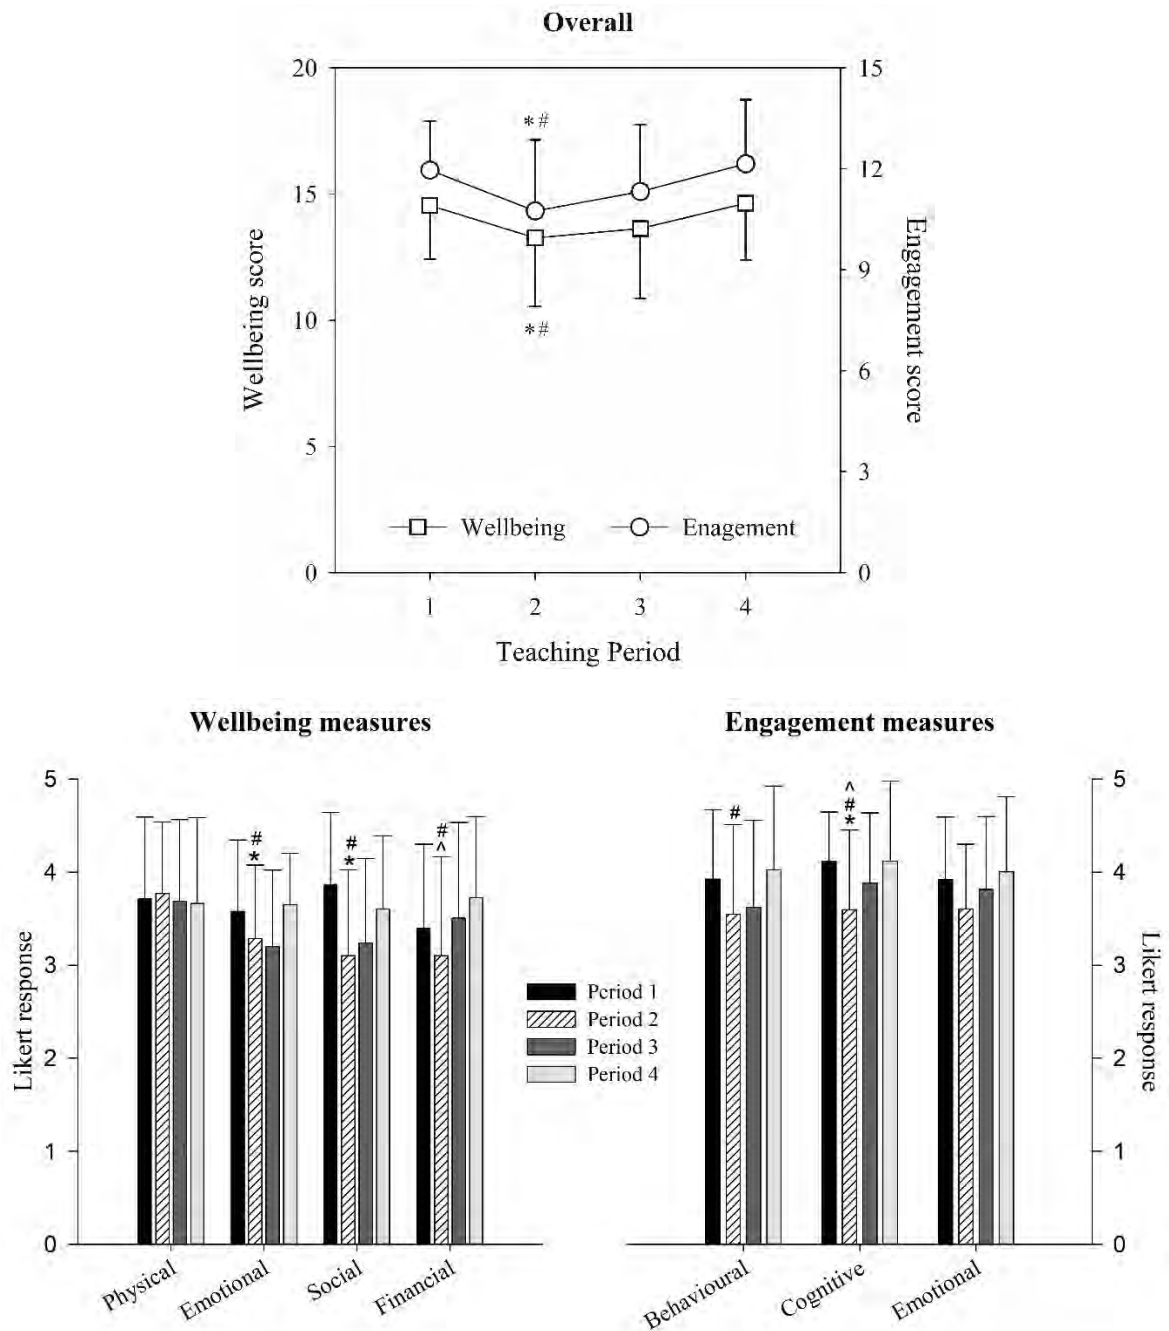 Overall
20
15
10
5
0
Wellbeing score
*#
*#
15
12
9
6
3
0
Engagement score
Wellbeing
Enagement
1 2 3 4
Teaching Period
Wellbeing measures
5
4
3
2
1
0
Likert response
#
*
#
*
#
^
Physical
Emotional
Social
Financial
Period 1
Period 2
Period 3
Period 4
Engagement measures
#
^
#
*
5
4
3
2
1
0
Likert response
Behavioural
Cognitive
Emotional